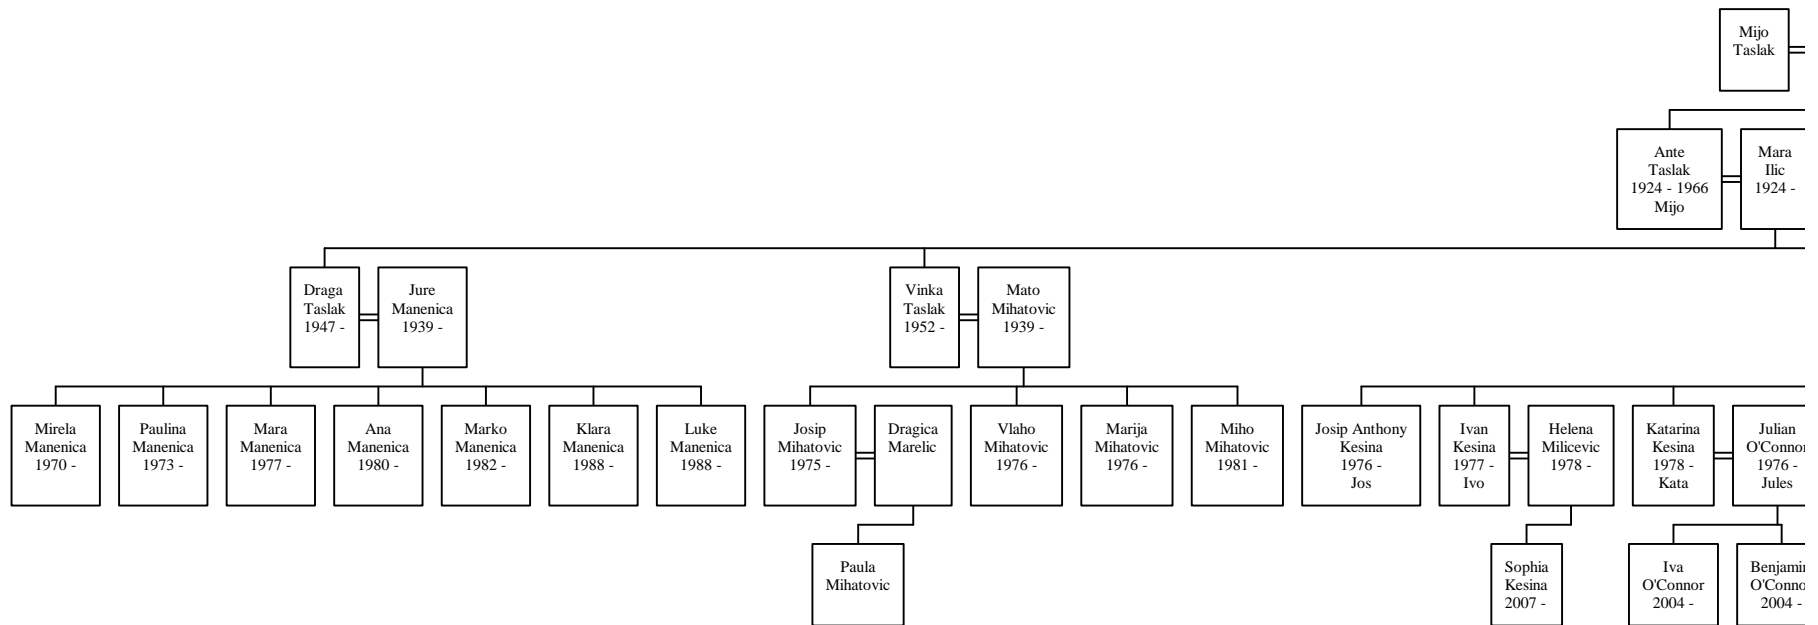 Mijo
Taslak
Ante
Taslak
1924 - 1966
Mijo
Mara
Ilic
1924 -
Draga
Taslak
1947 -
Jure
Manenica
1939 -
Vinka
Taslak
1952 -
Mato
Mihatovic
1939 -
Mirela
Manenica
1970 -
Paulina
Manenica
1973 -
Mara
Manenica
1977 -
Ana
Manenica
1980 -
Marko
Manenica
1982 -
Klara
Manenica
1988 -
Luke
Manenica
1988 -
Josip
Mihatovic
1975 -
Dragica
Marelic
Vlaho
Mihatovic
1976 -
Marija
Mihatovic
1976 -
Miho
Mihatovic
1981 -
Josip Anthony
Kesina
1976 -
Jos
Ivan
Kesina
1977 -
Ivo
Helena
Milicevic
1978 -
Katarina
Kesina
1978 -
Kata
Julian
O'Connor
1976 -
Jules
Paula
Mihatovic
Sophia
Kesina
2007 -
Iva
O'Connor
2004 -
Benjamin
O'Connor
2004 -